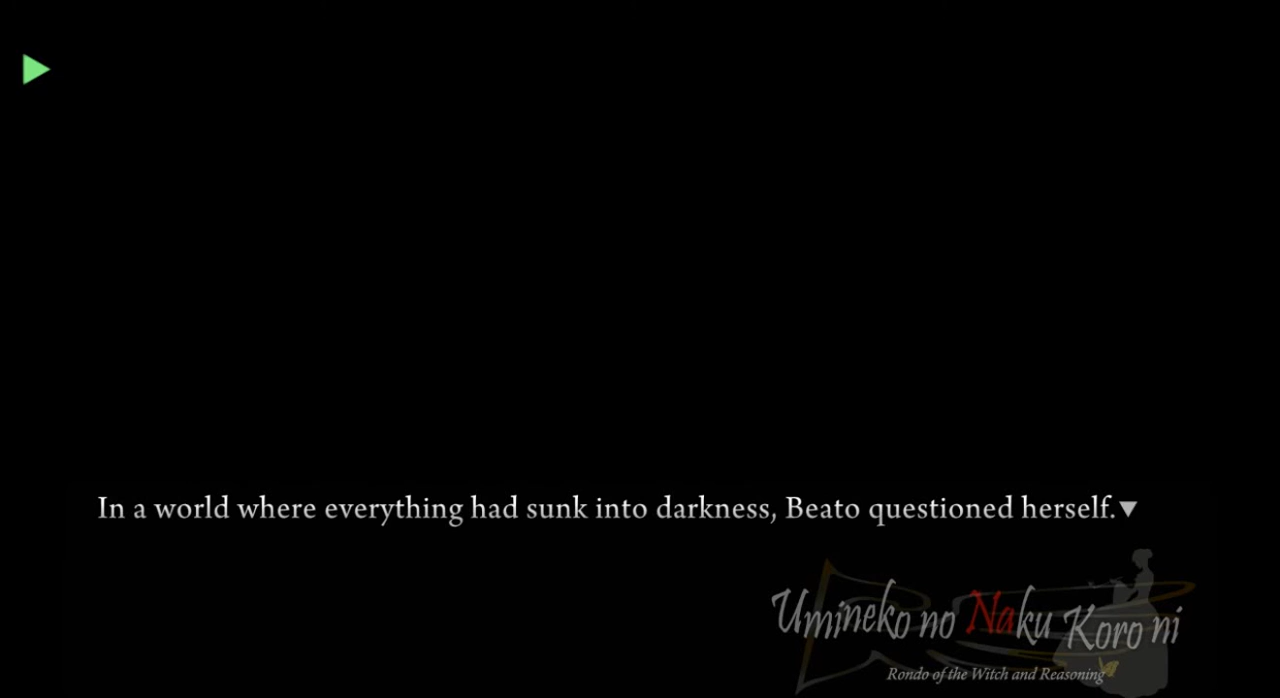 In a world where everything had sunk into darkness, Beato questioned herself.
Umineko no Naku Koro ni
Rondo of the Witch and Reasoning